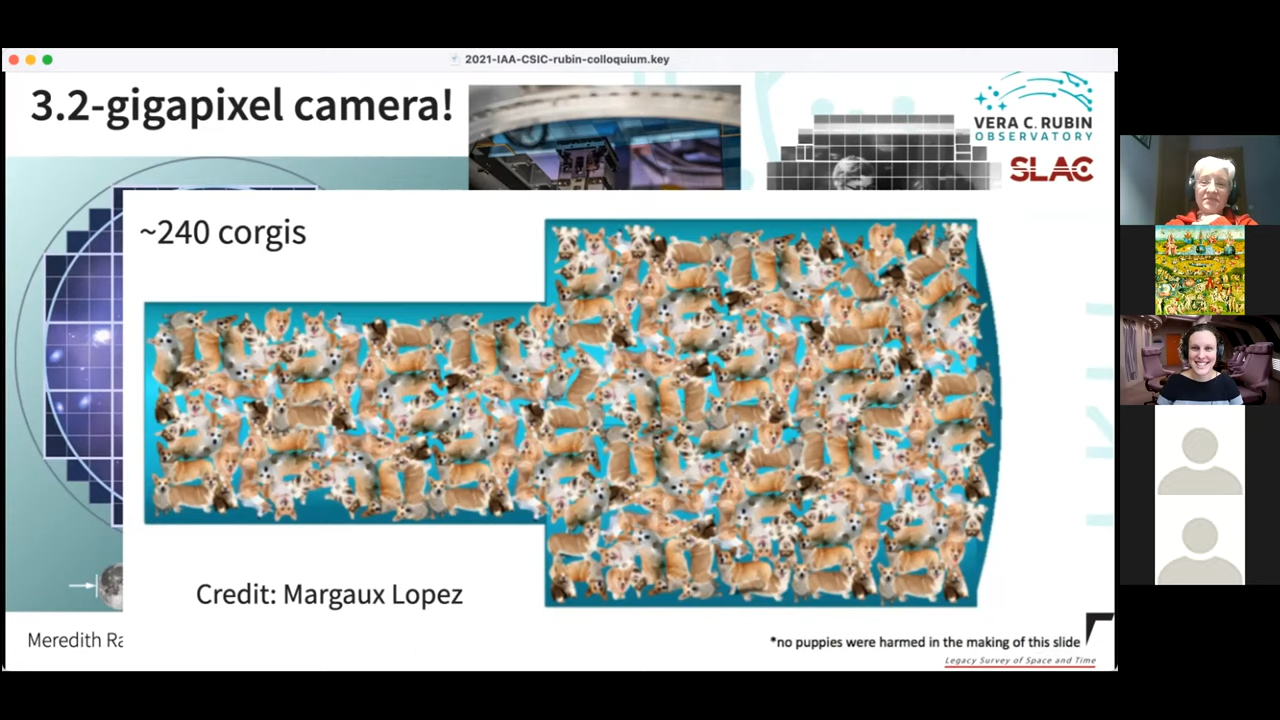 2021-IAA-CSIC-rubin-colloquium.key
3.2-gigapixel camera!
VERA C. RUBIN
OBSERVATORY
SLAC
~240 corgis
Credit: Margaux Lopez
Meredith Ra
*no puppies were harmed in the making of this slide
Legacy Survey of Space and Time